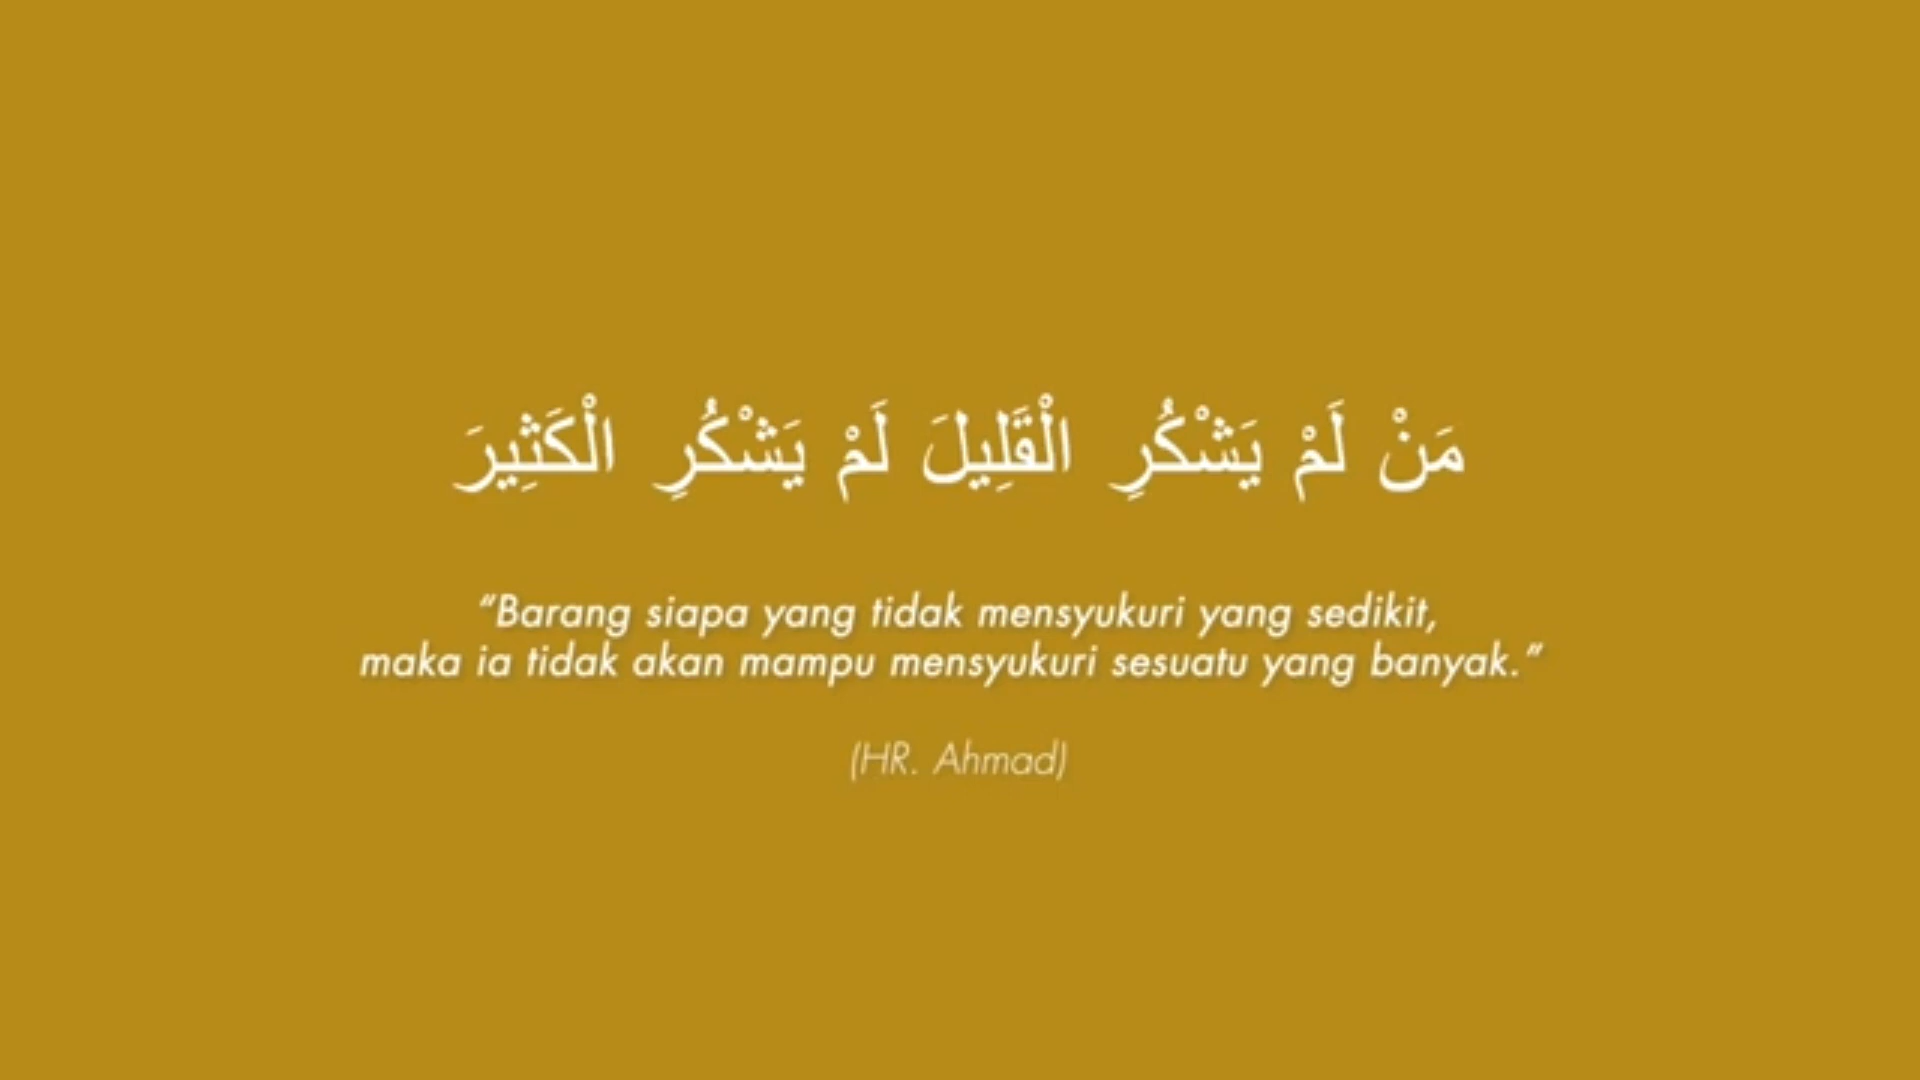 مَنْ لَمْ يَشْكُرِ الْقَلِيلَ لَمْ يَشْكُرِ الْكَثِيرَ
“Barang siapa yang tidak mensyukuri yang sedikit,
maka ia tidak akan mampu mensyukuri sesuatu yang banyak.”
(HR. Ahmad)